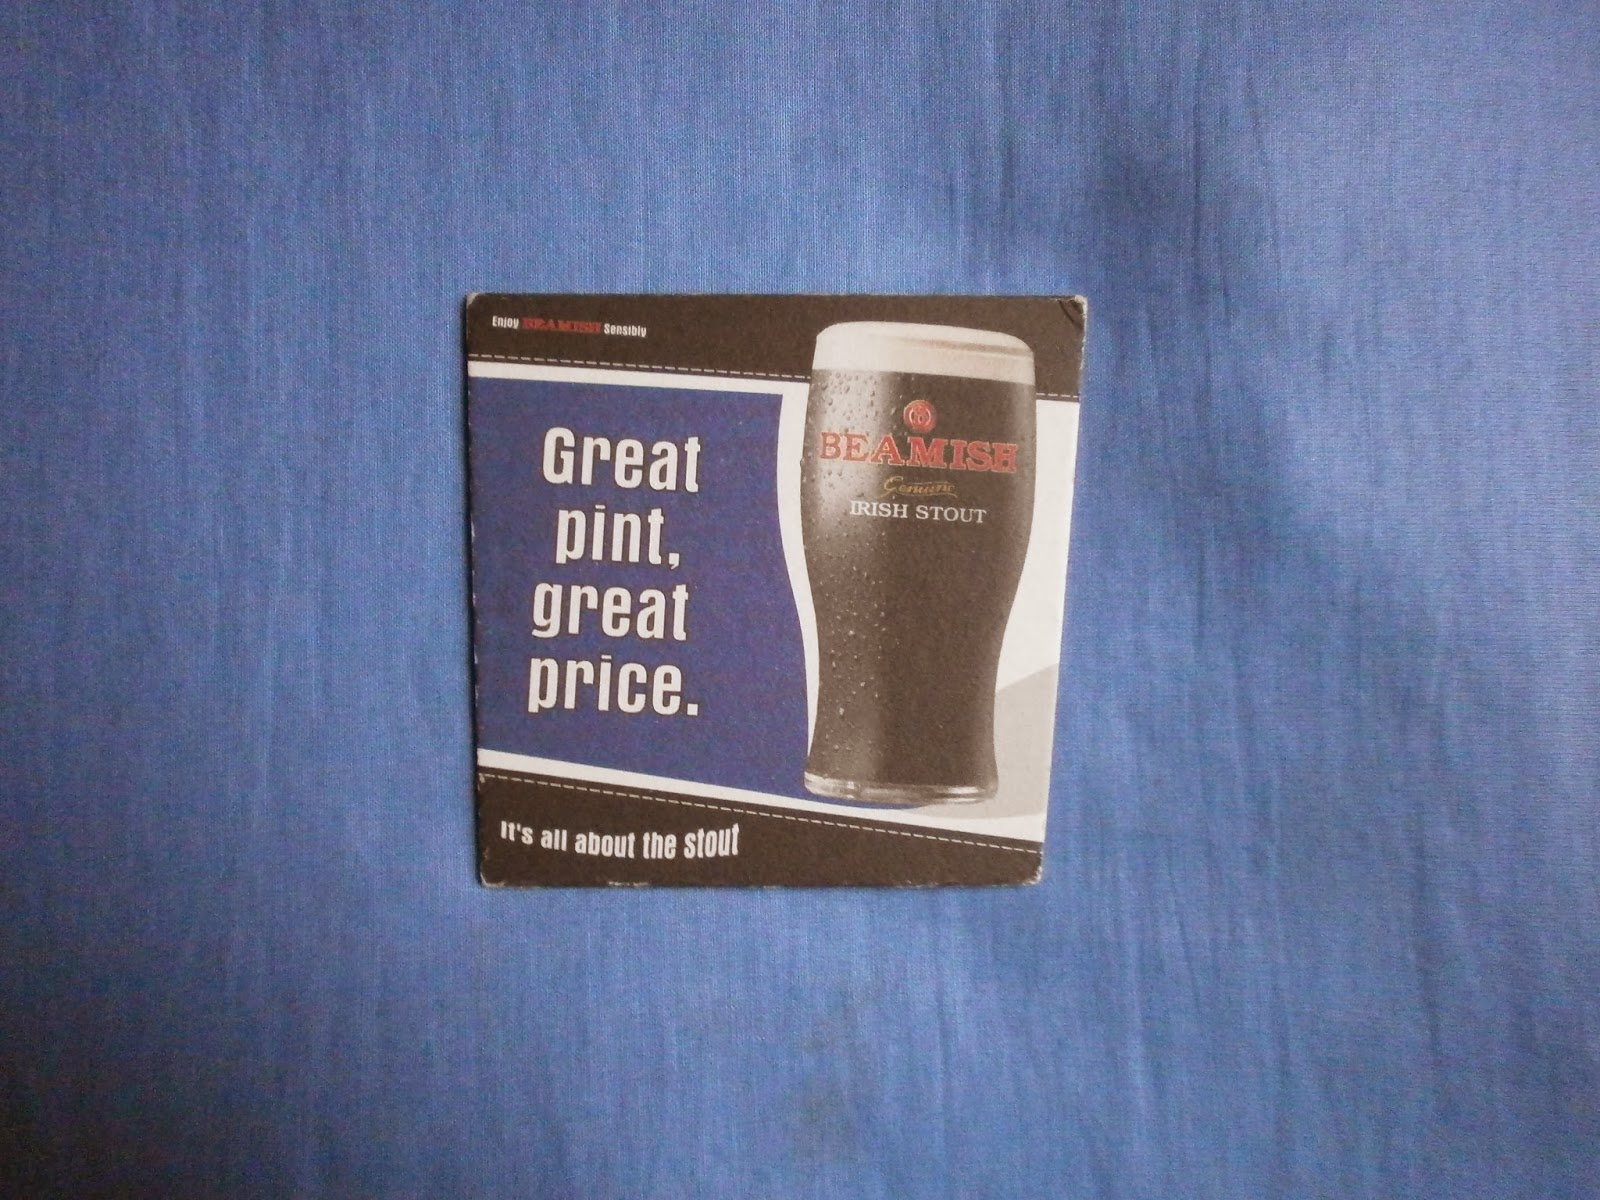 Enjoy BEAMISH Sensibly
Great
pint,
great
price.
BEAMISH
Genuine
IRISH STOUT
It's all about the stout